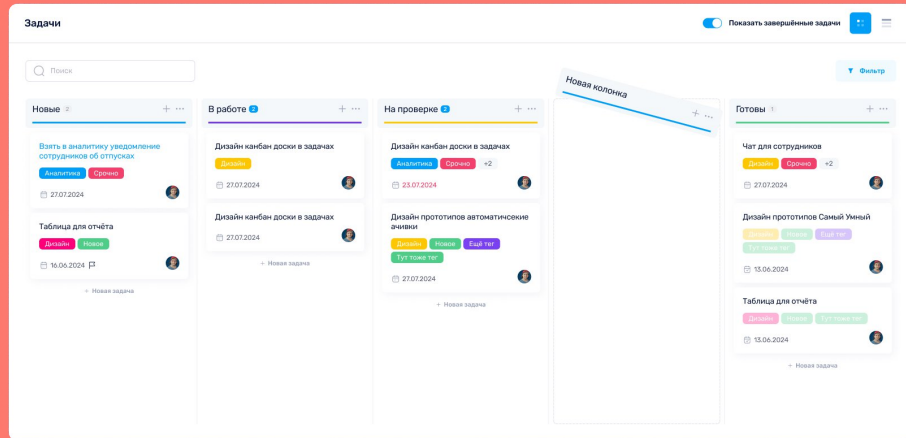 Задачи
Показать завершённые задачи
Поиск
Фильтр
Новые 2
Взять в аналитику уведомление
сотрудников об отпусках
Аналитика Срочно
27.07.2024
Таблица для отчёта
Дизайн Новое
16.06.2024
+ Новая задача
В работе 2
Дизайн канбан доски в задачах
Дизайн
27.07.2024
Дизайн канбан доски в задачах
27.07.2024
+ Новая задача
На проверке 2
Дизайн канбан доски в задачах
Аналитика Срочно +2
23.07.2024
Дизайн прототипов автоматичсекие
ачивки
Дизайн Новое Ещё тег
Тут тоже тег
27.07.2024
+ Новая задача
Новая колонка
Готовы 1
Чат для сотрудников
Дизайн Срочно +2
27.07.2024
Дизайн прототипов Самый Умный
Дизайн Новое Ещё тег
Тут тоже тег
13.06.2024
Таблица для отчёта
Дизайн Новое Тут тоже тег
13.06.2024
+ Новая задача